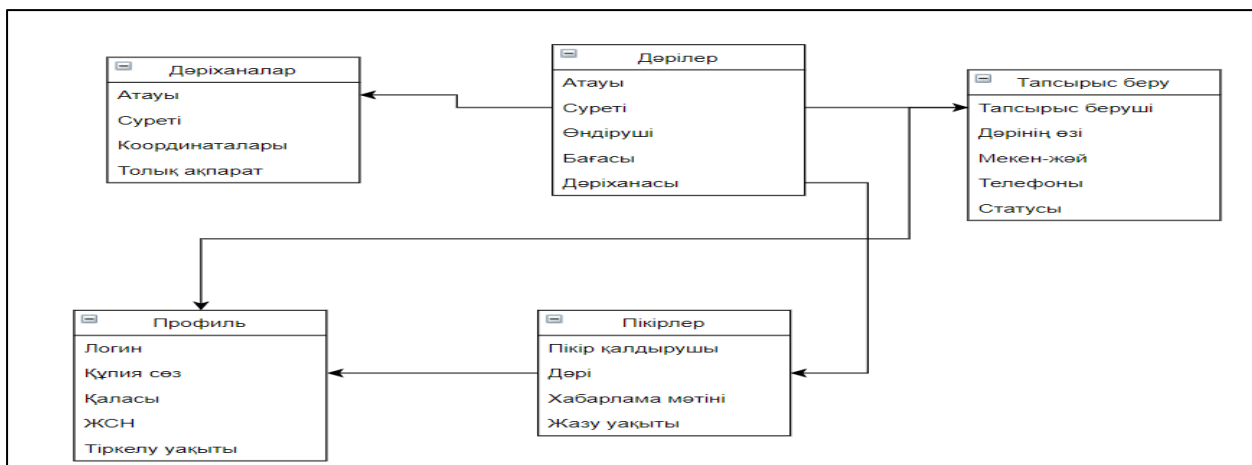 Дәріханалар
Атауы
Суреті
Координаталары
Толық ақпарат
Дәрілер
Атауы
Суреті
Өндіруші
Бағасы
Дәріханасы
Тапсырыс беру
Тапсырыс беруші
Дәрінің өзі
Мекен-жәй
Телефоны
Статусы
Профиль
Логин
Құпия сөз
Қаласы
ЖСН
Тіркелу уақыты
Пікірлер
Пікір қалдырушы
Дәрі
Хабарлама мәтіні
Жазу уақыты